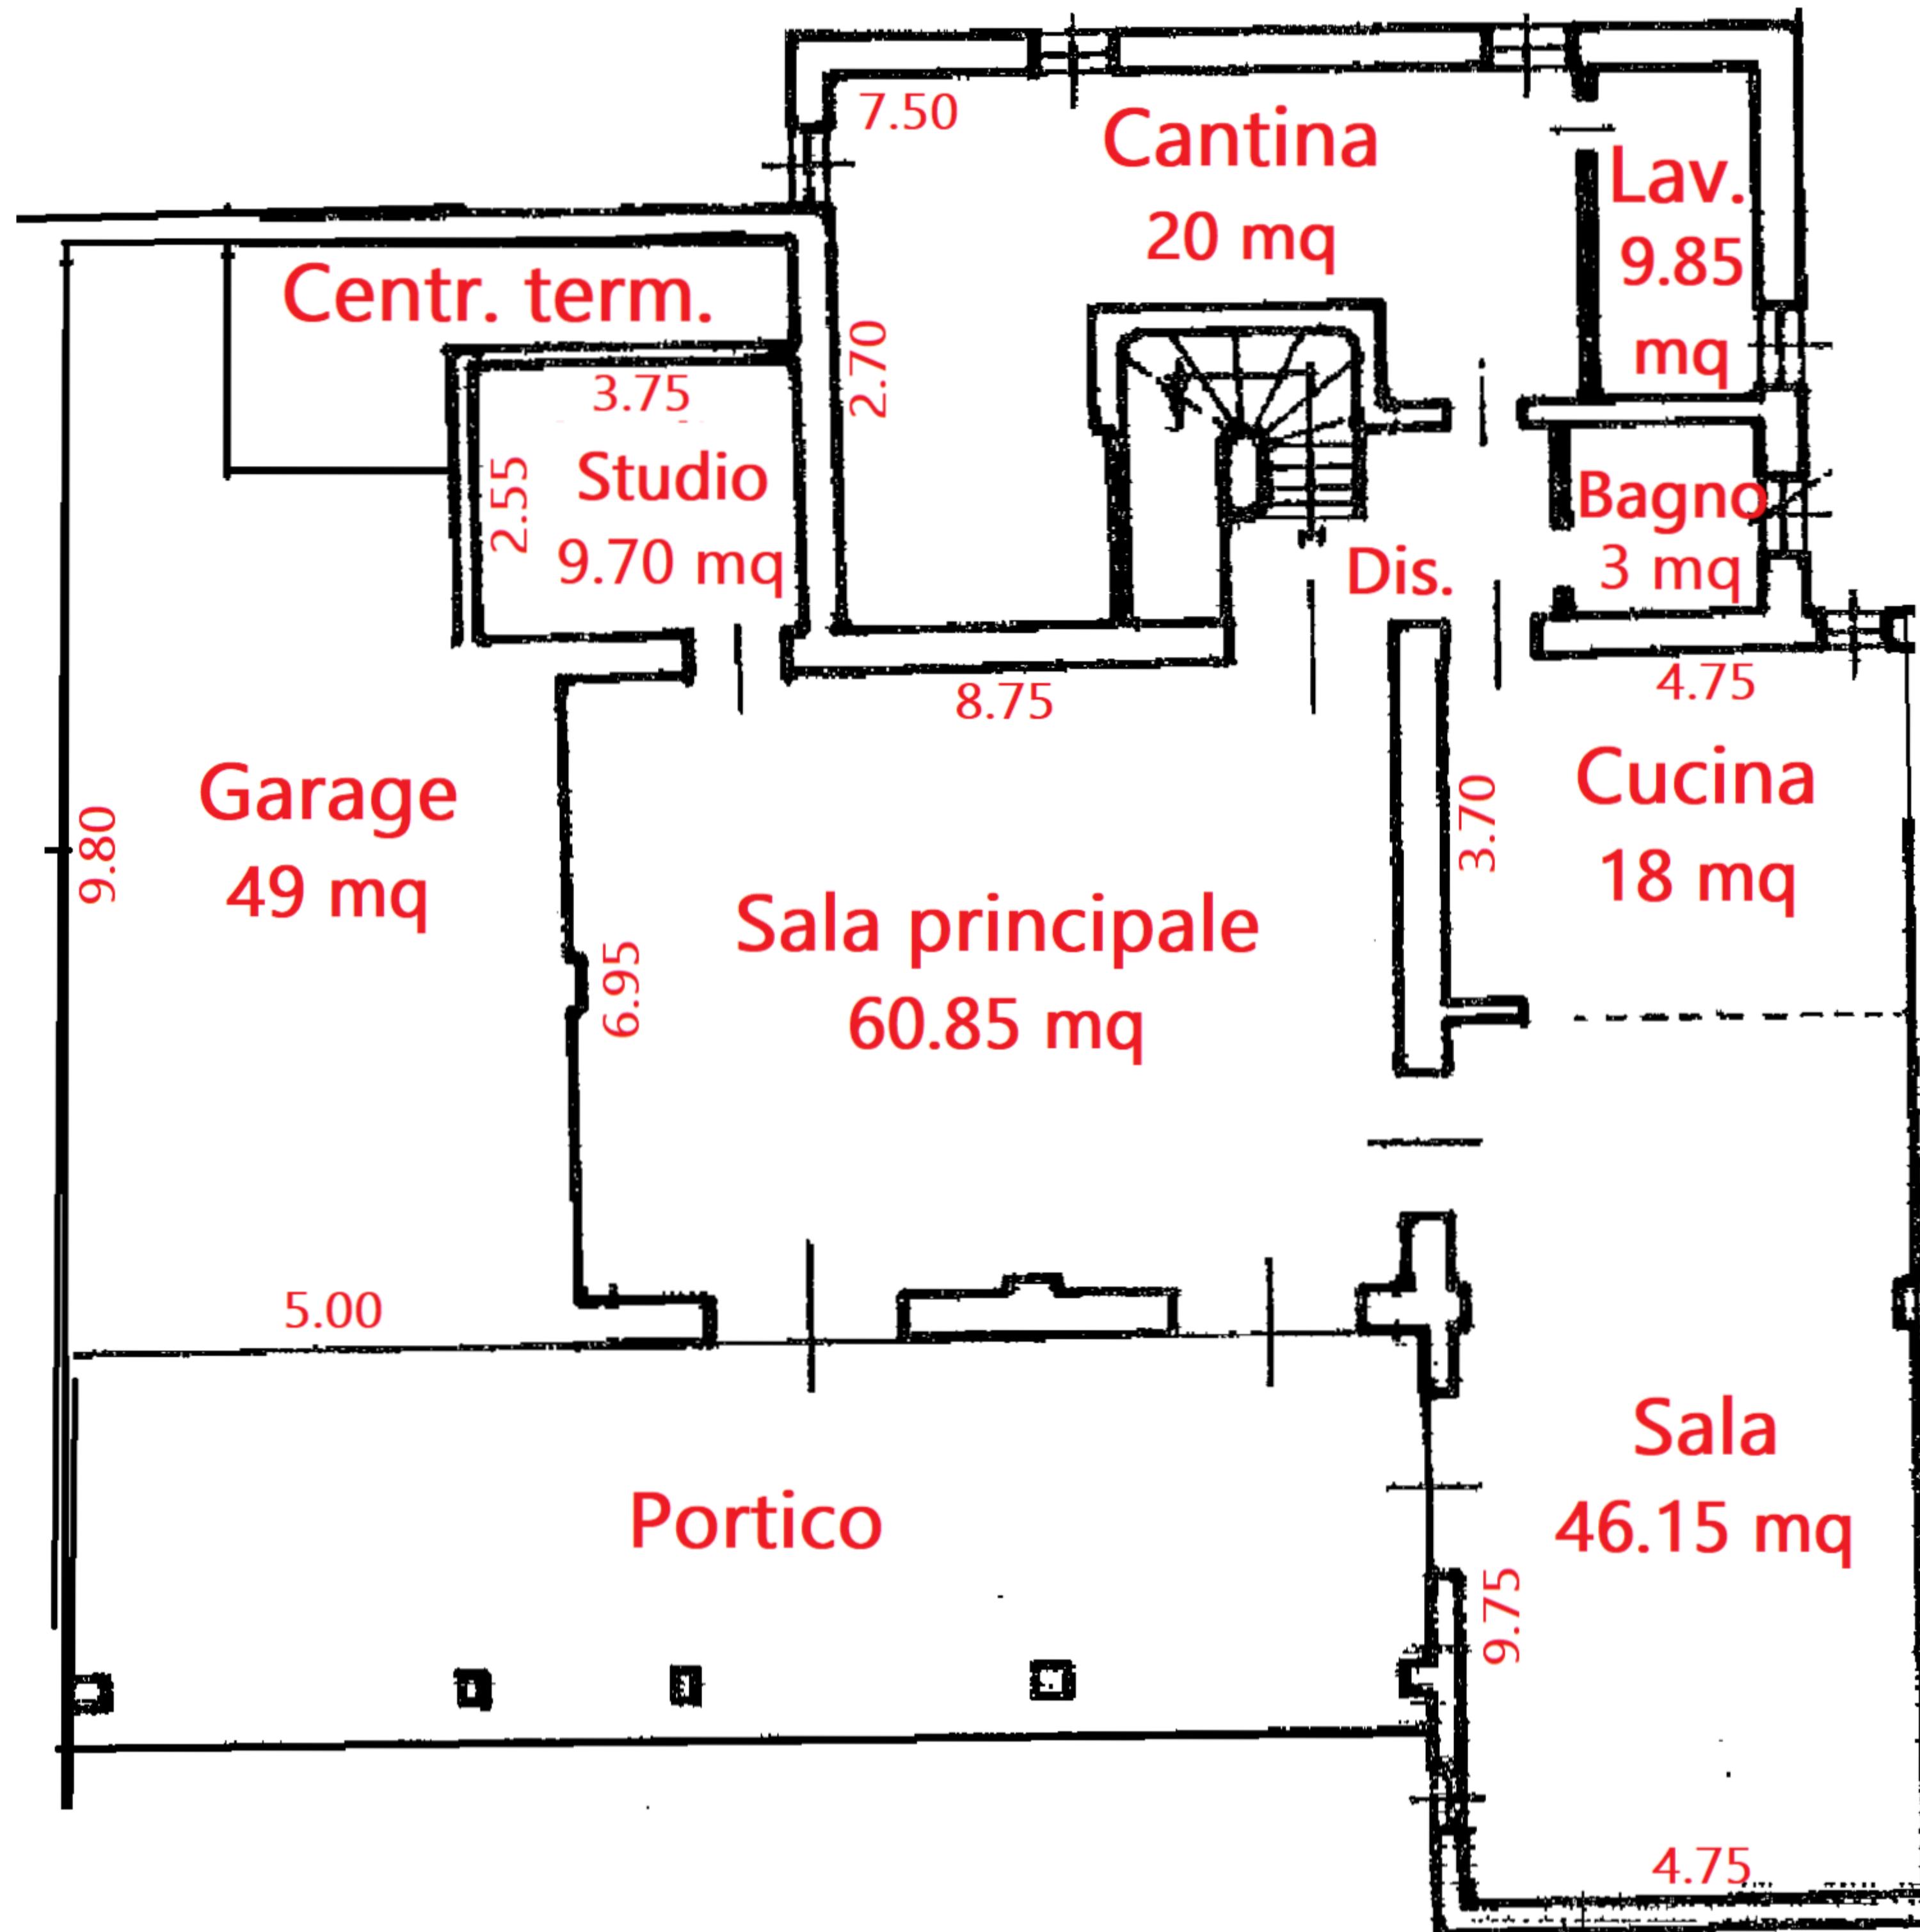 7.50
Cantina
20 mq
Lav.
9.85
mq
Centr. term.
2.70
3.75
Studio
9.70 mq
2.55
Bagno
3 mq
Dis.
8.75
4.75
Garage
49 mq
9.80
Sala principale
60.85 mq
6.95
3.70
Cucina
18 mq
5.00
Portico
Sala
46.15 mq
9.75
4.75